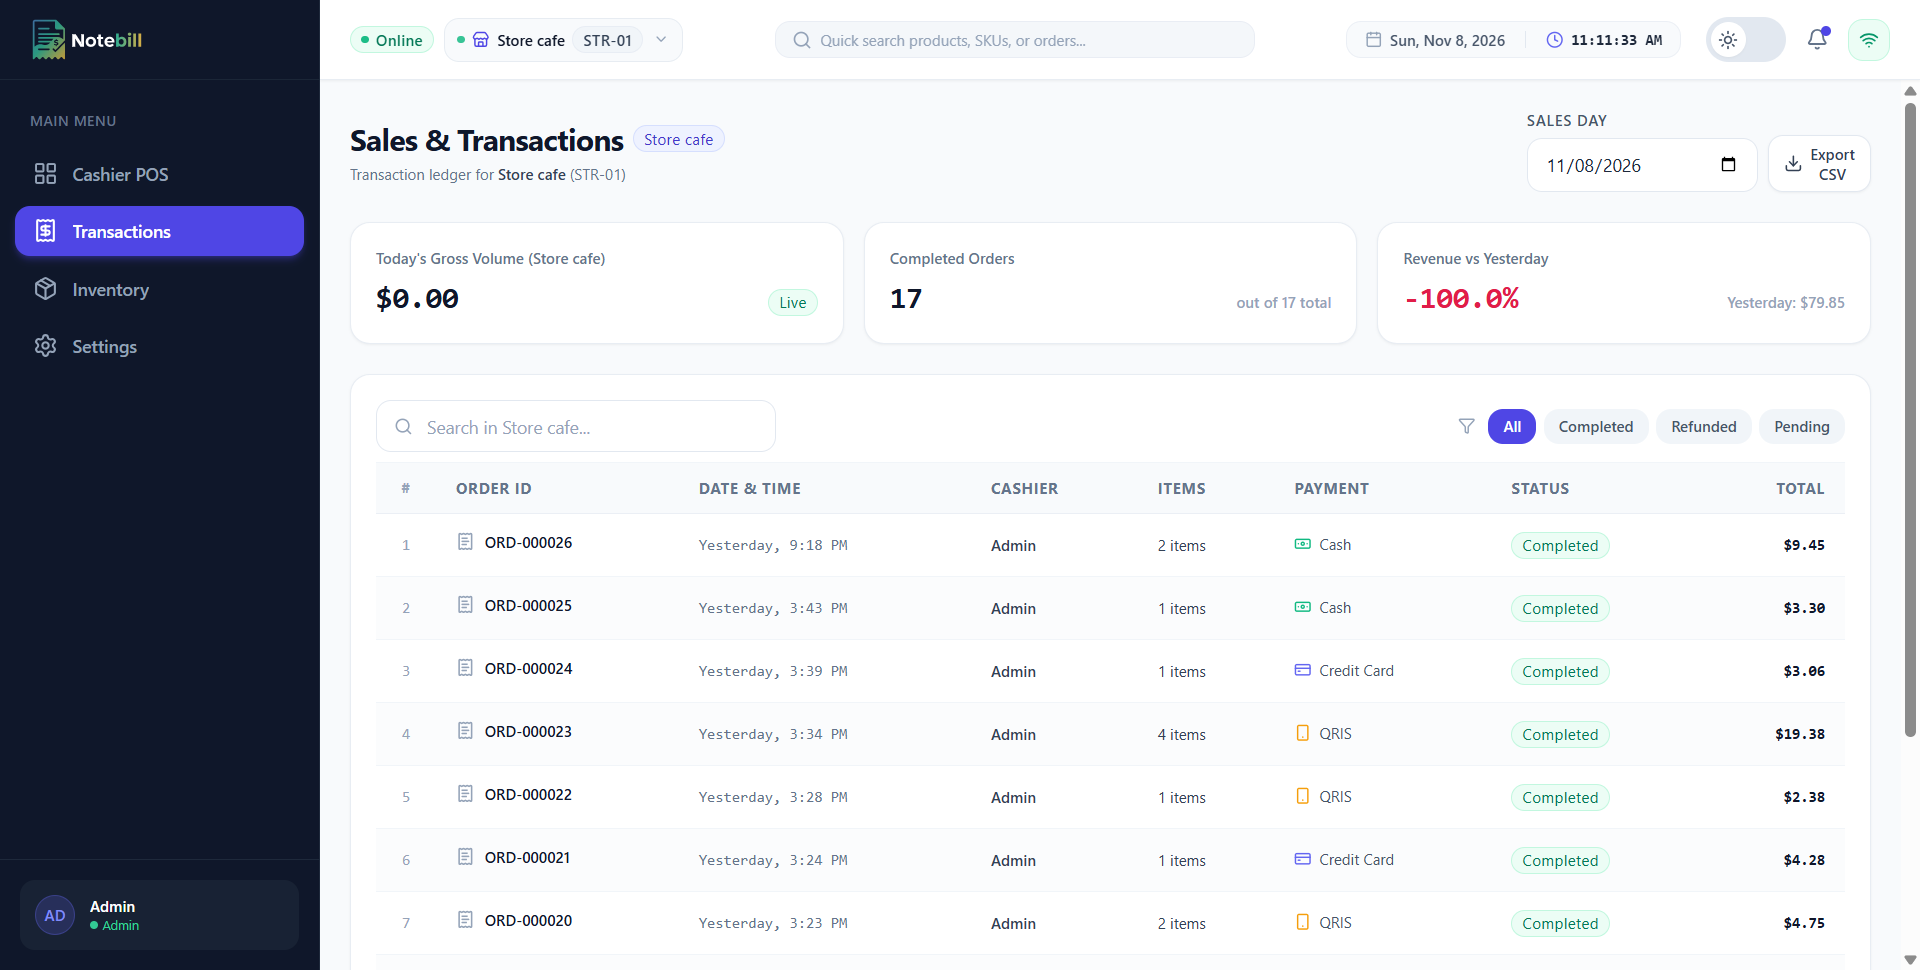 Notebill
Online
Store cafe STR-01
Quick search products, SKUs, or orders...
Sun, Nov 8, 2026
11:11:33 AM
MAIN MENU
Cashier POS
Transactions
Inventory
Settings
AD
Admin
Admin
Sales & Transactions
Store cafe
Transaction ledger for Store cafe (STR-01)
SALES DAY
11/08/2026
Export
CSV
Today's Gross Volume (Store cafe)
$0.00
Live
Completed Orders
17
out of 17 total
Revenue vs Yesterday
-100.0%
Yesterday: $79.85
Search in Store cafe...
All
Completed
Refunded
Pending
# ORDER ID DATE & TIME CASHIER ITEMS PAYMENT STATUS TOTAL
1 ORD-000026 Yesterday, 9:18 PM Admin 2 items Cash Completed $9.45
2 ORD-000025 Yesterday, 3:43 PM Admin 1 items Cash Completed $3.30
3 ORD-000024 Yesterday, 3:39 PM Admin 1 items Credit Card Completed $3.06
4 ORD-000023 Yesterday, 3:34 PM Admin 4 items QRIS Completed $19.38
5 ORD-000022 Yesterday, 3:28 PM Admin 1 items QRIS Completed $2.38
6 ORD-000021 Yesterday, 3:24 PM Admin 1 items Credit Card Completed $4.28
7 ORD-000020 Yesterday, 3:23 PM Admin 2 items QRIS Completed $4.75